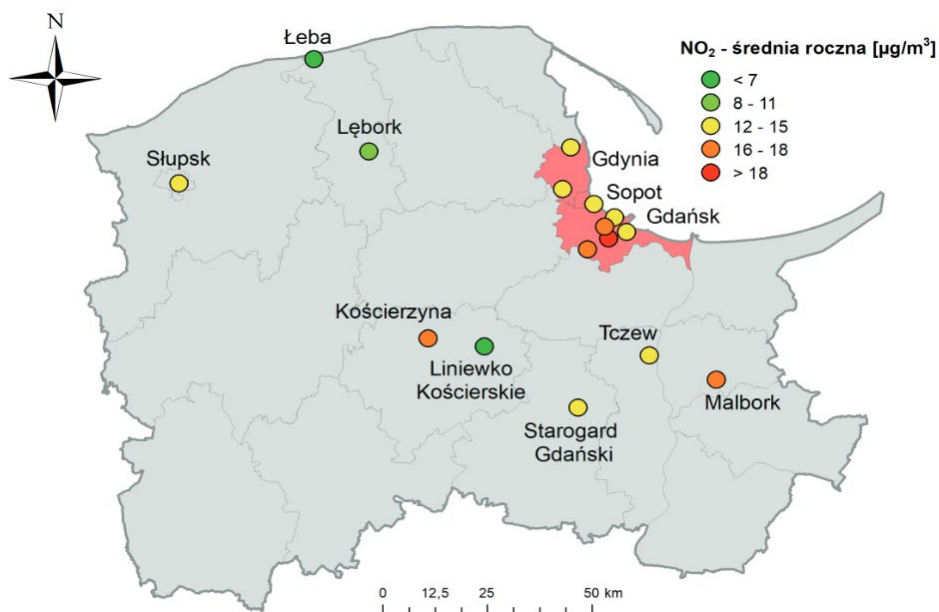 N
Łeba
NO₂ - średnia roczna [µg/m³]
< 7
8 - 11
12 - 15
16 - 18
> 18
Lębork
Słupsk
Gdynia
Sopot
Gdańsk
Kościerzyna
Liniewko
Kościerskie
Tczew
Malbork
Starogard
Gdański
0 12,5 25 50 km